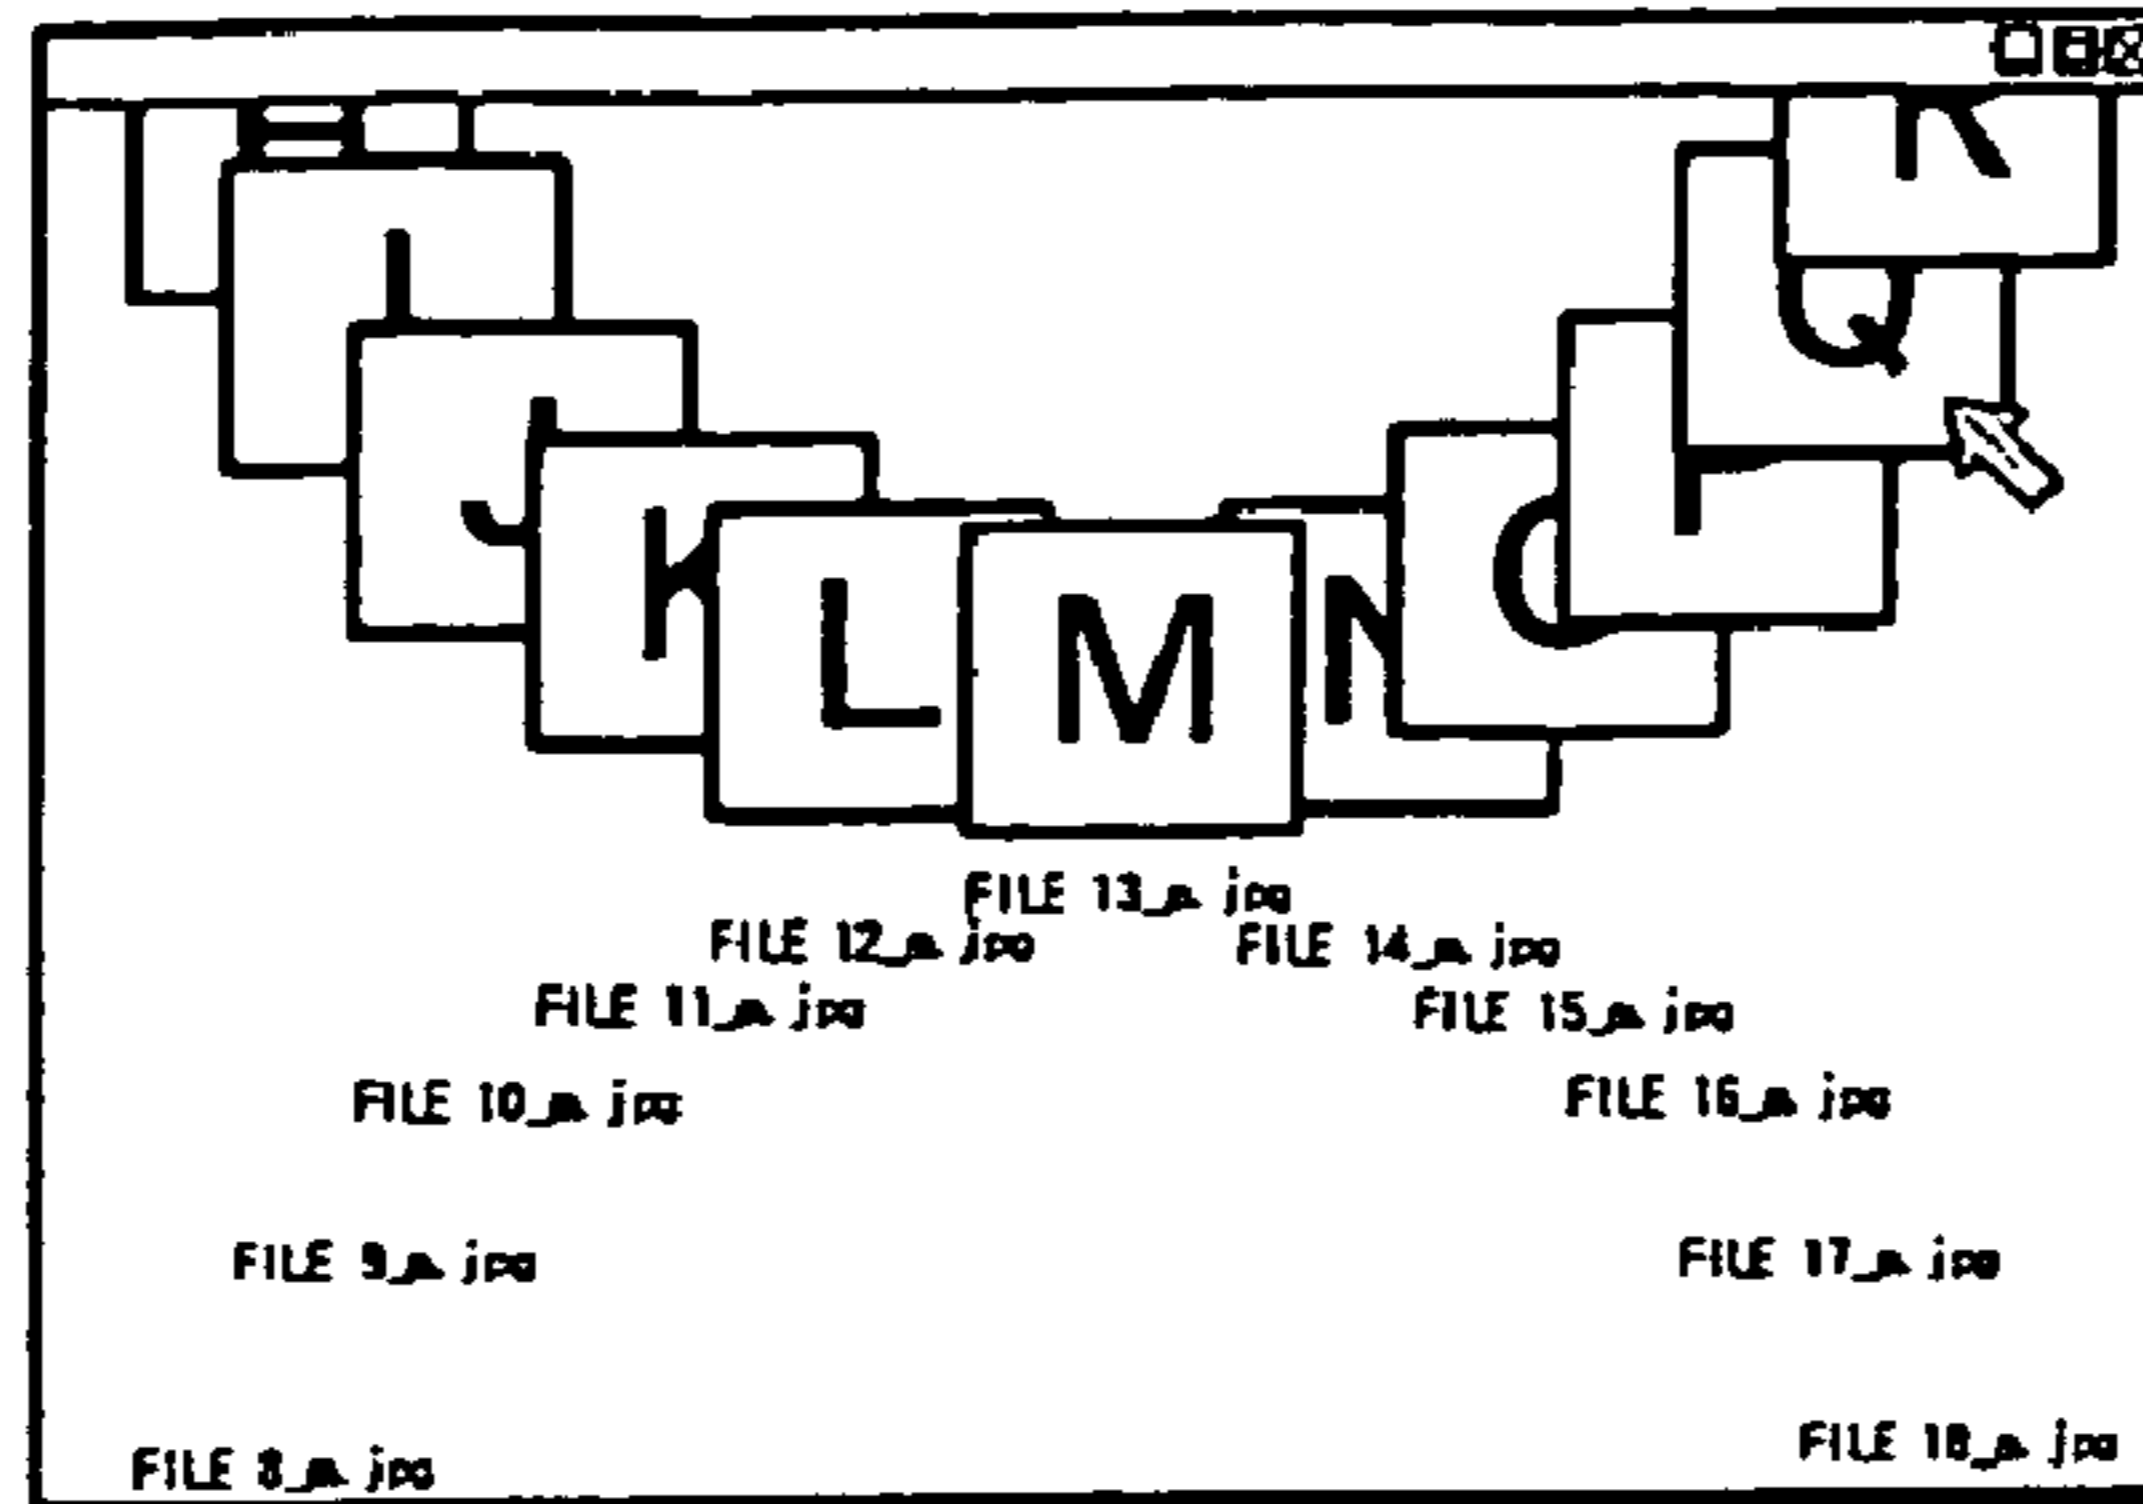 R
I
Q
J
K
L
M
N
FILE 13_a.jpg
FILE 12_a.jpg
FILE 14_a.jpg
FILE 11_a.jpg
FILE 15_a.jpg
FILE 10_a.jpg
FILE 16_a.jpg
FILE 9_a.jpg
FILE 17_a.jpg
FILE 18_a.jpg
FILE 8_a.jpg